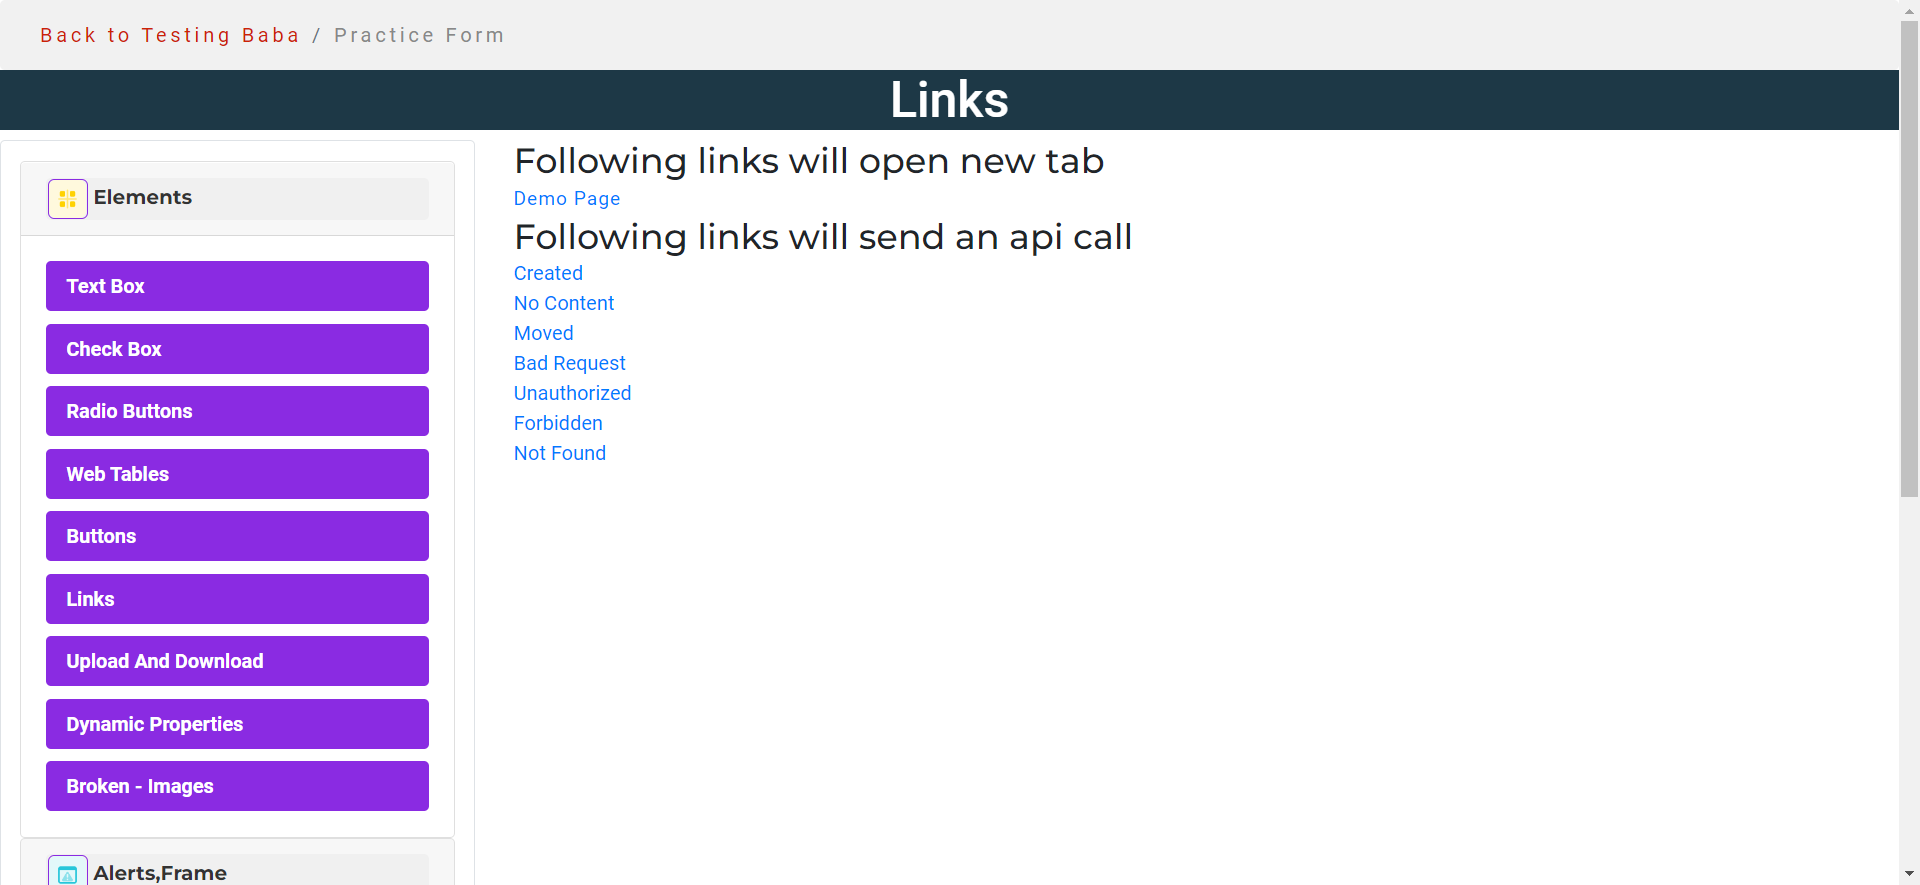 Back to Testing Baba / Practice Form
Links
Elements
Text Box
Check Box
Radio Buttons
Web Tables
Buttons
Links
Upload And Download
Dynamic Properties
Broken - Images
Alerts,Frame
Following links will open new tab
Demo Page
Following links will send an api call
Created
No Content
Moved
Bad Request
Unauthorized
Forbidden
Not Found